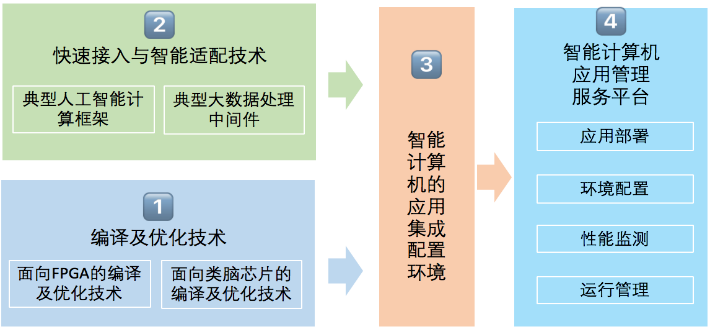 2
快速接入与智能适配技术
典型人工智能计
算框架
典型大数据处理
中间件
1
编译及优化技术
面向FPGA的编译
及优化技术
面向类脑芯片的
编译及优化技术
3
智能
计算
机的
应用
集成
配置
环境
4
智能计算机
应用管理
服务平台
应用部署
环境配置
性能监测
运行管理